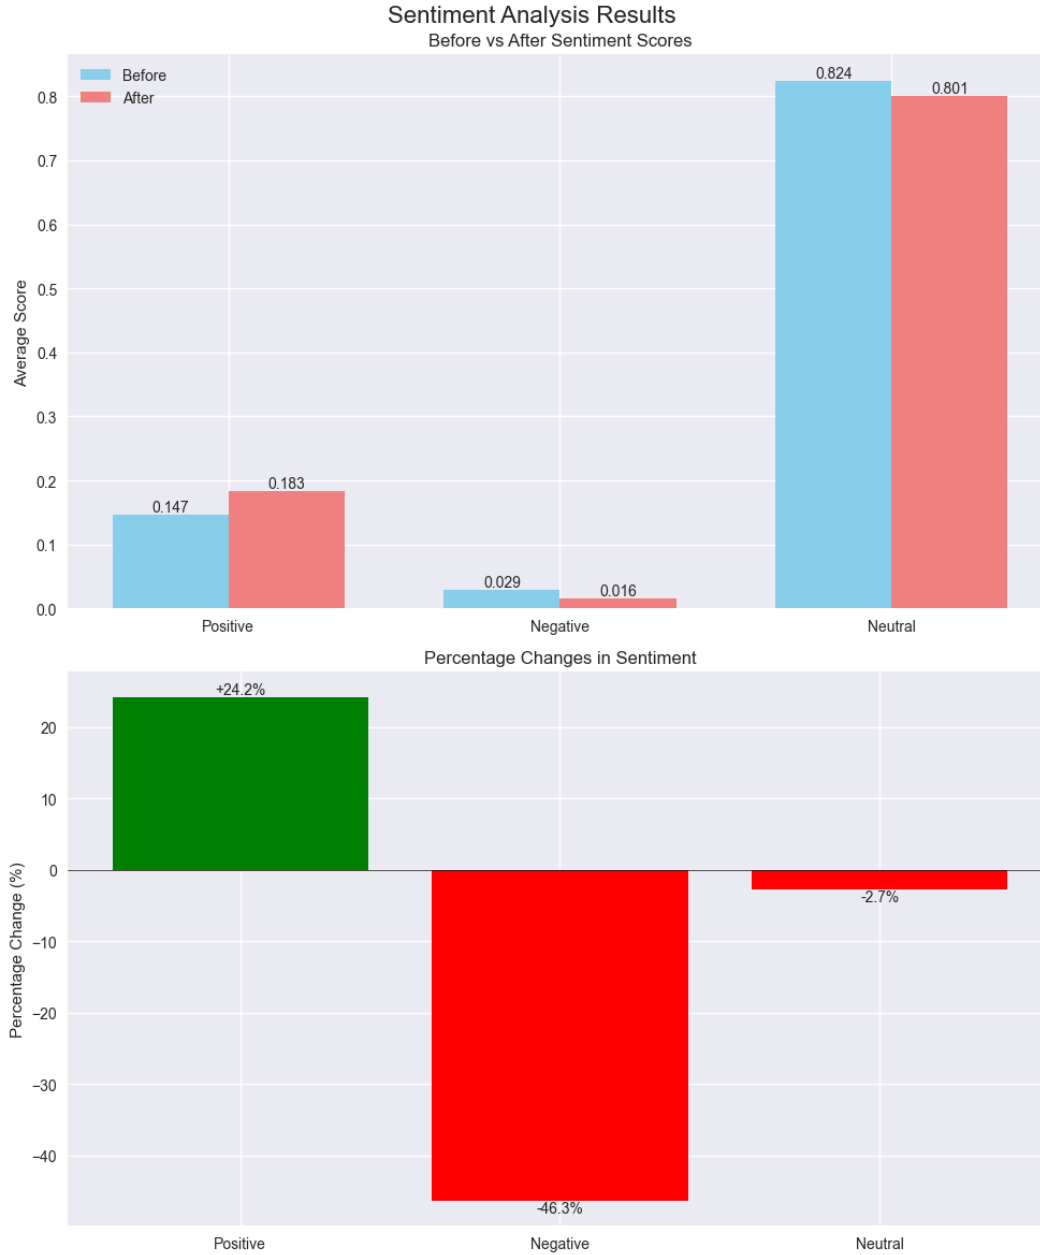 Sentiment Analysis Results
Before vs After Sentiment Scores
Before
After
0.824
0.801
0.8
0.7
0.6
0.5
0.4
0.3
0.2
0.1
0.0
Average Score
0.147
0.183
0.029
0.016
Positive
Negative
Neutral
Percentage Changes in Sentiment
+24.2%
20
10
0
−10
−20
−30
−40
Percentage Change (%)
-2.7%
-46.3%
Positive
Negative
Neutral